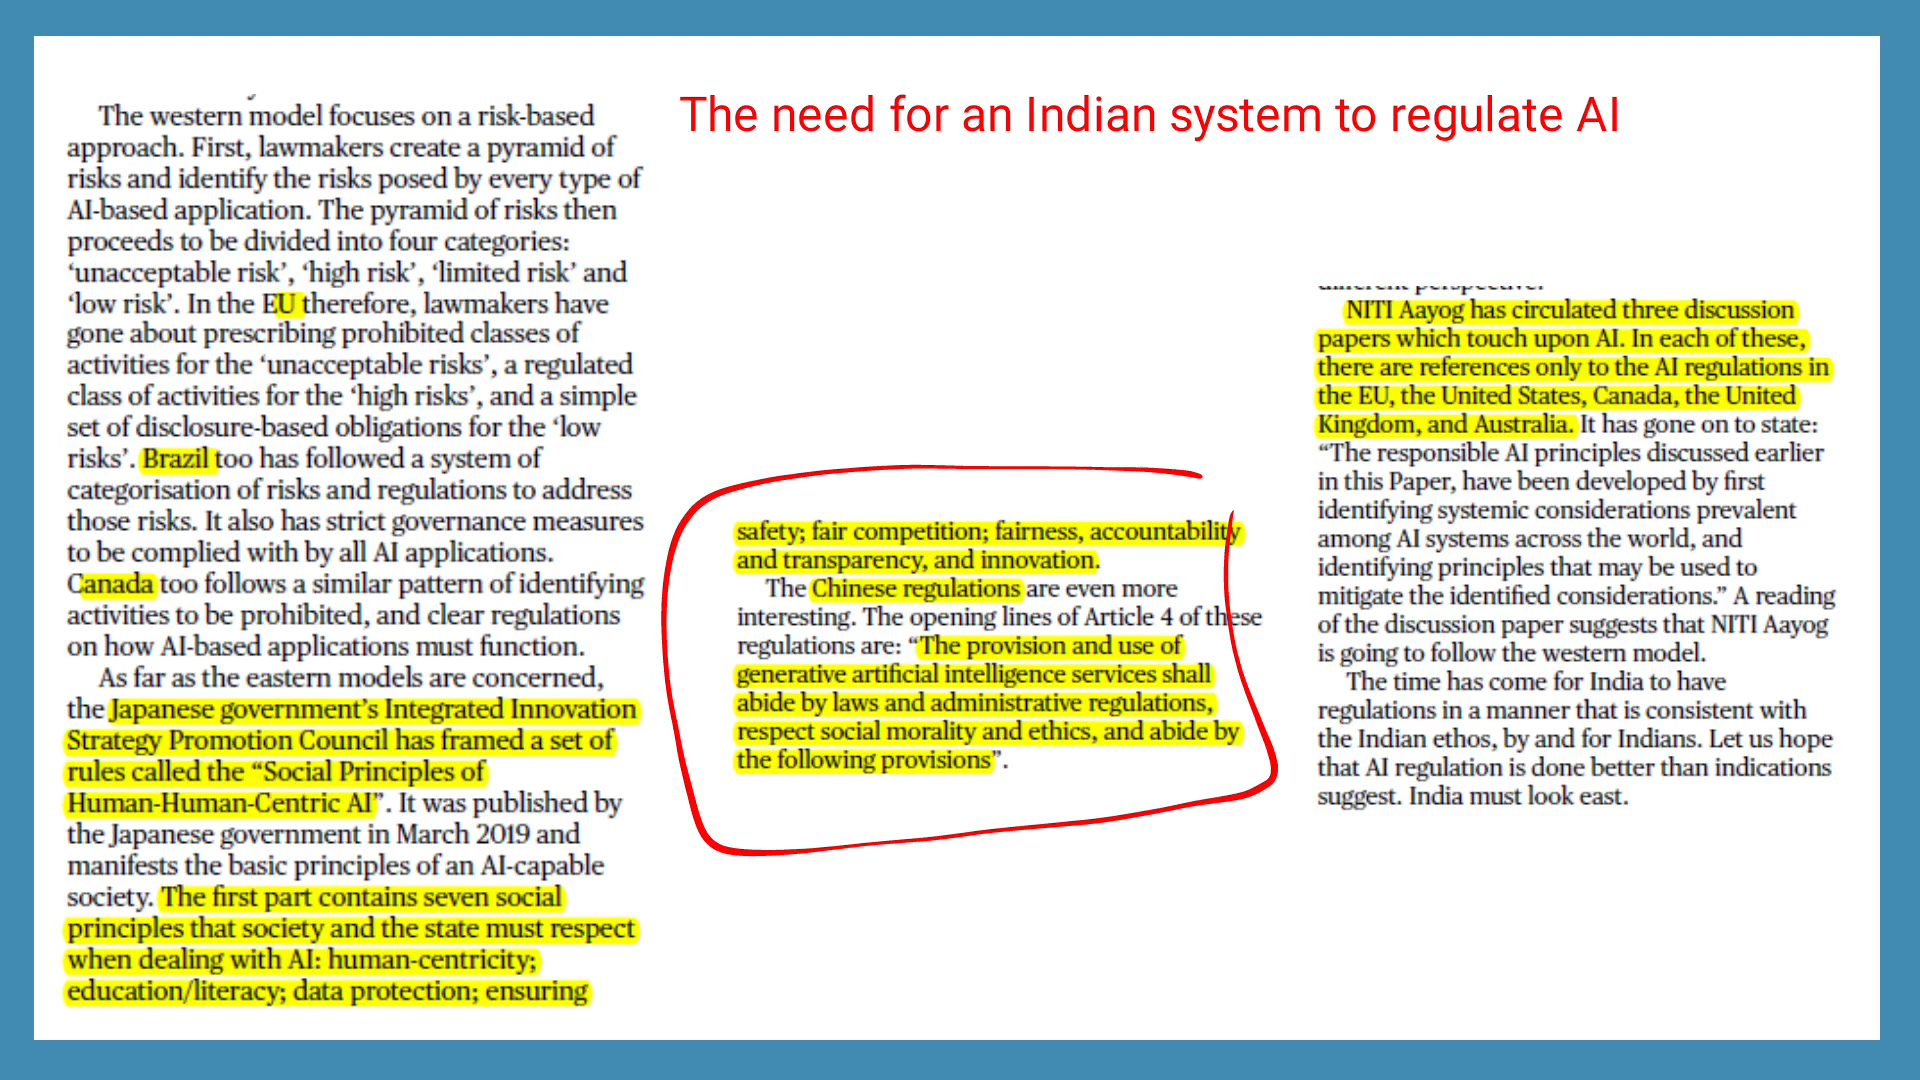 The need for an Indian system to regulate AI
The western model focuses on a risk-based
approach. First, lawmakers create a pyramid of
risks and identify the risks posed by every type of
AI-based application. The pyramid of risks then
proceeds to be divided into four categories:
‘unacceptable risk’, ‘high risk’, ‘limited risk’ and
‘low risk’. In the EU therefore, lawmakers have
gone about prescribing prohibited classes of
activities for the ‘unacceptable risks’, a regulated
class of activities for the ‘high risks’, and a simple
set of disclosure-based obligations for the ‘low
risks’. Brazil too has followed a system of
categorisation of risks and regulations to address
those risks. It also has strict governance measures
to be complied with by all AI applications.
Canada too follows a similar pattern of identifying
activities to be prohibited, and clear regulations
on how AI-based applications must function.
As far as the eastern models are concerned,
the Japanese government’s Integrated Innovation
Strategy Promotion Council has framed a set of
rules called the “Social Principles of
Human-Human-Centric AI”. It was published by
the Japanese government in March 2019 and
manifests the basic principles of an AI-capable
society. The first part contains seven social
principles that society and the state must respect
when dealing with AI: human-centricity;
education/literacy; data protection; ensuring
safety; fair competition; fairness, accountability
and transparency, and innovation.
The Chinese regulations are even more
interesting. The opening lines of Article 4 of these
regulations are: “The provision and use of
generative artificial intelligence services shall
abide by laws and administrative regulations,
respect social morality and ethics, and abide by
the following provisions”.
different perspective.
NITI Aayog has circulated three discussion
papers which touch upon AI. In each of these,
there are references only to the AI regulations in
the EU, the United States, Canada, the United
Kingdom, and Australia. It has gone on to state:
“The responsible AI principles discussed earlier
in this Paper, have been developed by first
identifying systemic considerations prevalent
among AI systems across the world, and
identifying principles that may be used to
mitigate the identified considerations.” A reading
of the discussion paper suggests that NITI Aayog
is going to follow the western model.
The time has come for India to have
regulations in a manner that is consistent with
the Indian ethos, by and for Indians. Let us hope
that AI regulation is done better than indications
suggest. India must look east.